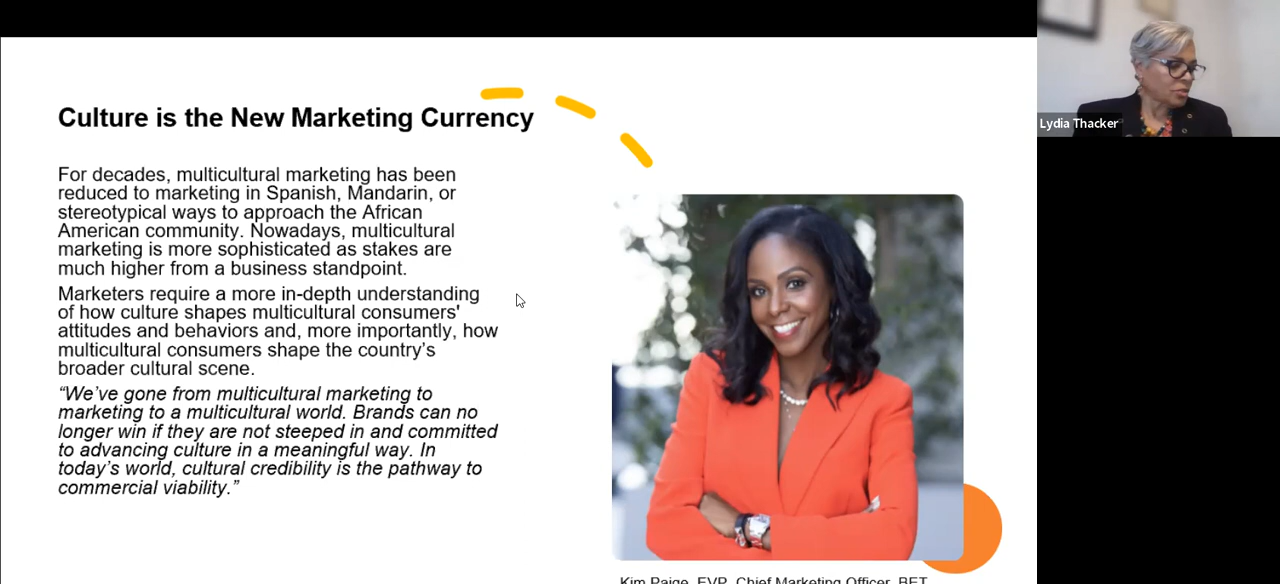 Culture is the New Marketing Currency
For decades, multicultural marketing has been
reduced to marketing in Spanish, Mandarin, or
stereotypical ways to approach the African
American community. Nowadays, multicultural
marketing is more sophisticated as stakes are
much higher from a business standpoint.
Marketers require a more in-depth understanding
of how culture shapes multicultural consumers'
attitudes and behaviors and, more importantly, how
multicultural consumers shape the country’s
broader cultural scene.
“We’ve gone from multicultural marketing to
marketing to a multicultural world. Brands can no
longer win if they are not steeped in and committed
to advancing culture in a meaningful way. In
today’s world, cultural credibility is the pathway to
commercial viability.”
Kim Paige, EVP, Chief Marketing Officer, BET
Lydia Thacker